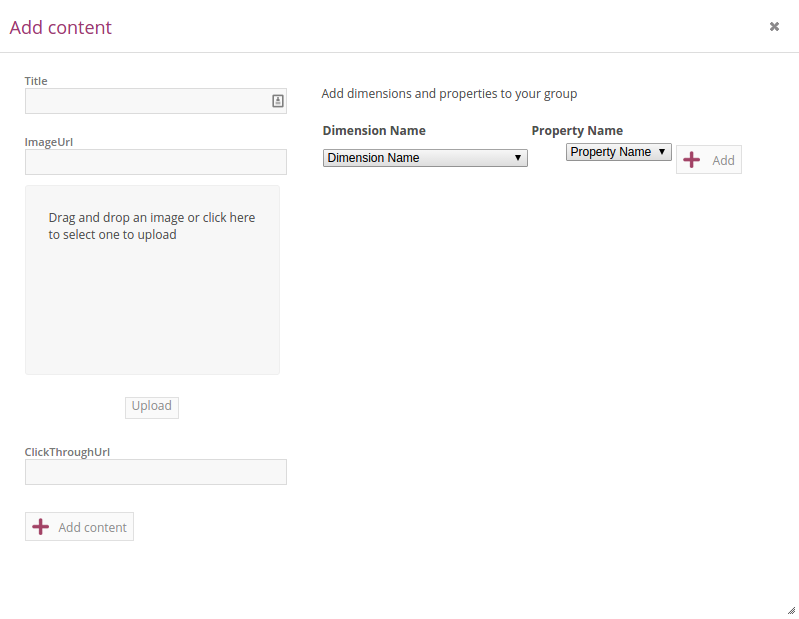 Add content
Title
ImageUrl
Drag and drop an image or click here
to select one to upload
Upload
ClickThroughUrl
Add content
Add dimensions and properties to your group
Dimension Name Property Name
Dimension Name Property Name Add